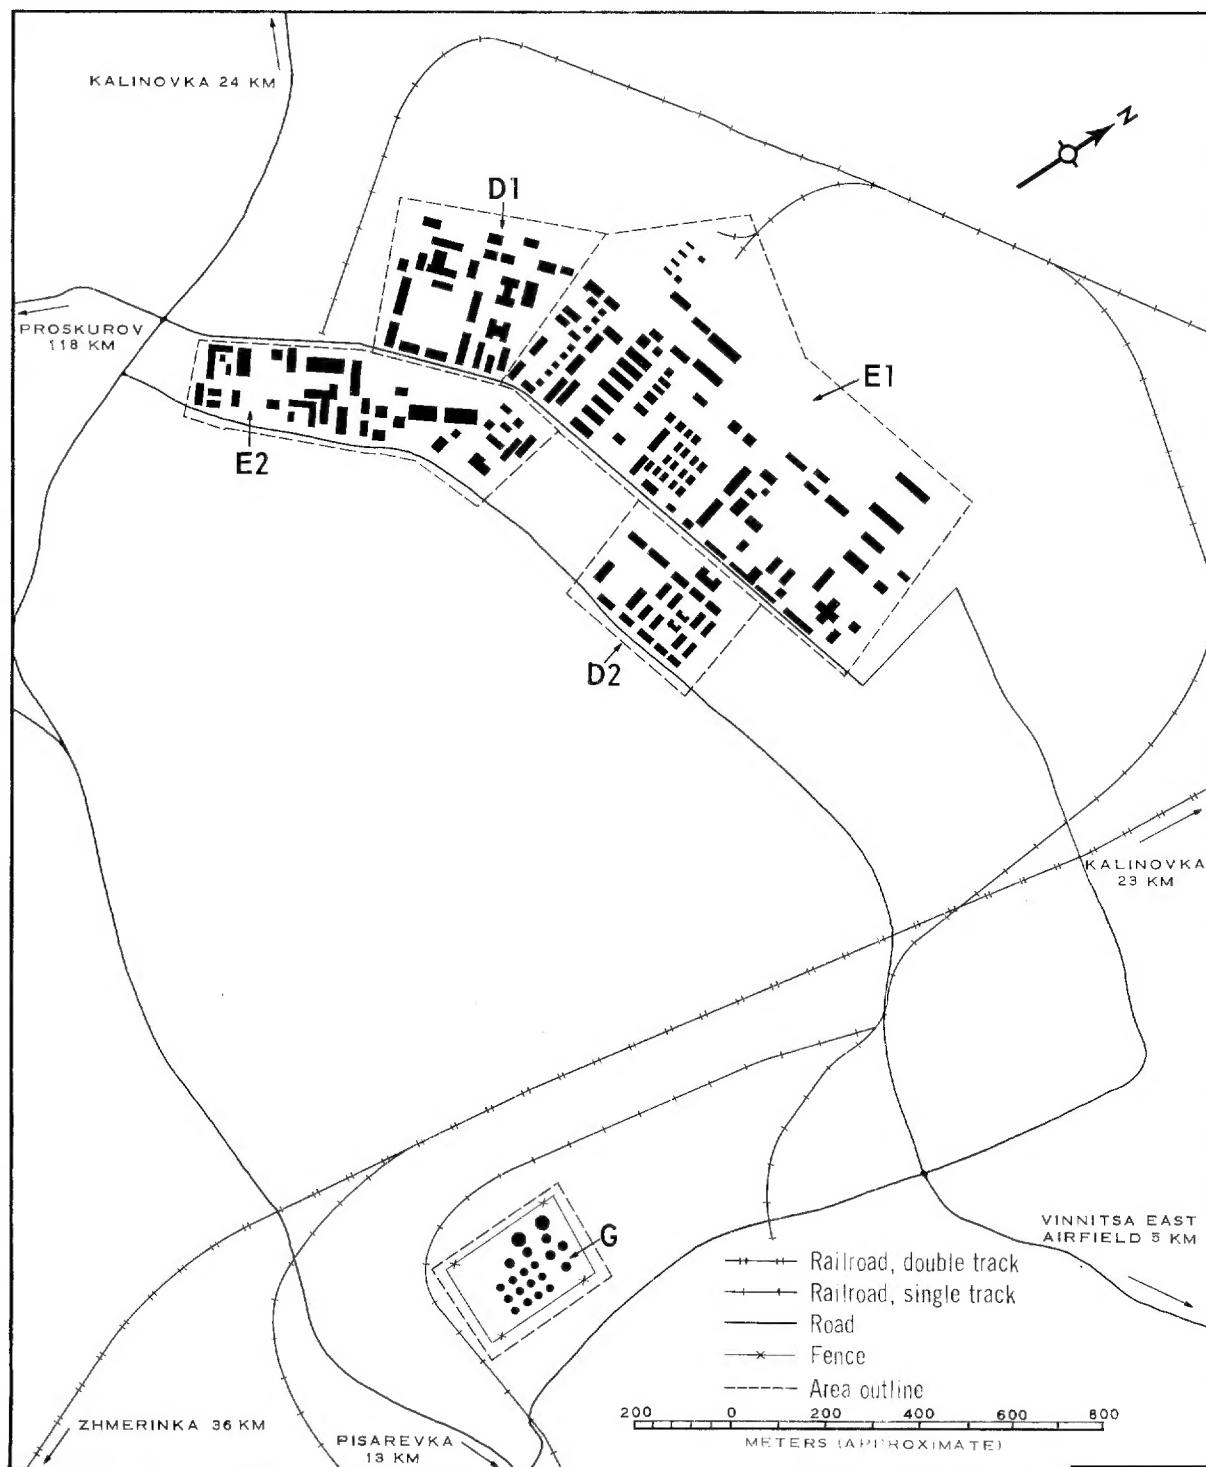 KALINOVKA 24 KM
N
D1
PROSKUROV
118 KM
E1
E2
D2
KALINOVKA
23 KM
G
VINNITSA EAST
AIRFIELD 5 KM
Railroad, double track
Railroad, single track
Road
Fence
Area outline
200 0 200 400 600 800
METERS (APPROXIMATE)
ZHMERINKA 36 KM
PISAREVKA
13 KM